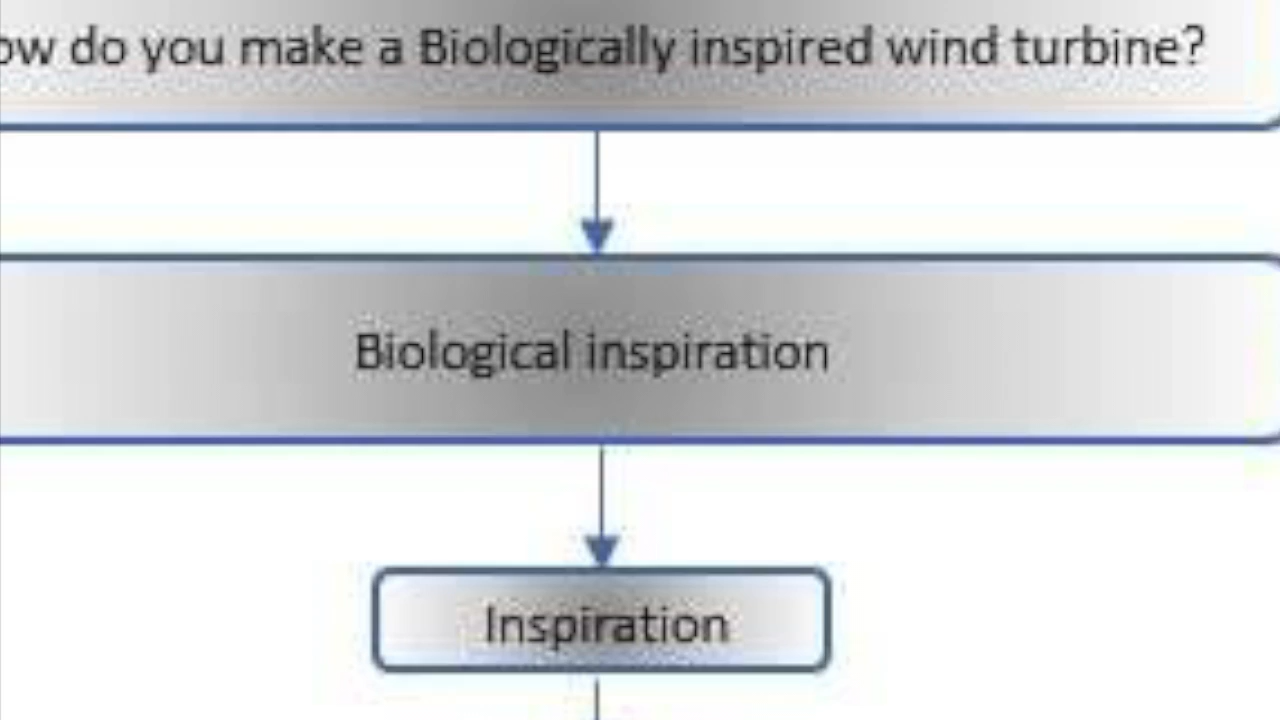 ow do you make a Biologically inspired wind turbine?
Biological inspiration
Inspiration